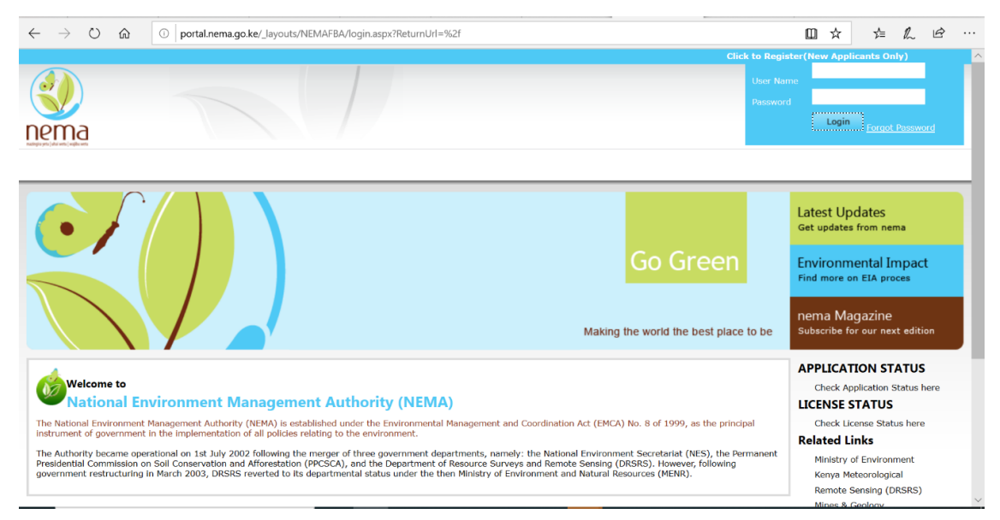 portal.nema.go.ke/_layouts/NEMAFBA/login.aspx?ReturnUrl=%2f
Click to Register(New Applicants Only)
User Name
Password
Login
Forgot Password
nema
Go Green
Making the world the best place to be
Latest Updates
Get updates from nema
Environmental Impact
Find more on EIA proces
nema Magazine
Subscribe for our next edition
Welcome to
National Environment Management Authority (NEMA)
The National Environment Management Authority (NEMA) is established under the Environmental Management and Coordination Act (EMCA) No. 8 of 1999, as the principal
instrument of government in the implementation of all policies relating to the environment.
The Authority became operational on 1st July 2002 following the merger of three government departments, namely: the National Environment Secretariat (NES), the Permanent
Presidential Commission on Soil Conservation and Afforestation (PPCSCA), and the Department of Resource Surveys and Remote Sensing (DRSRS). However, following
government restructuring in March 2003, DRSRS reverted to its departmental status under the then Ministry of Environment and Natural Resources (MENR).
APPLICATION STATUS
Check Application Status here
LICENSE STATUS
Check License Status here
Related Links
Ministry of Environment
Kenya Meteorological
Remote Sensing (DRSRS)
Mines & Geology